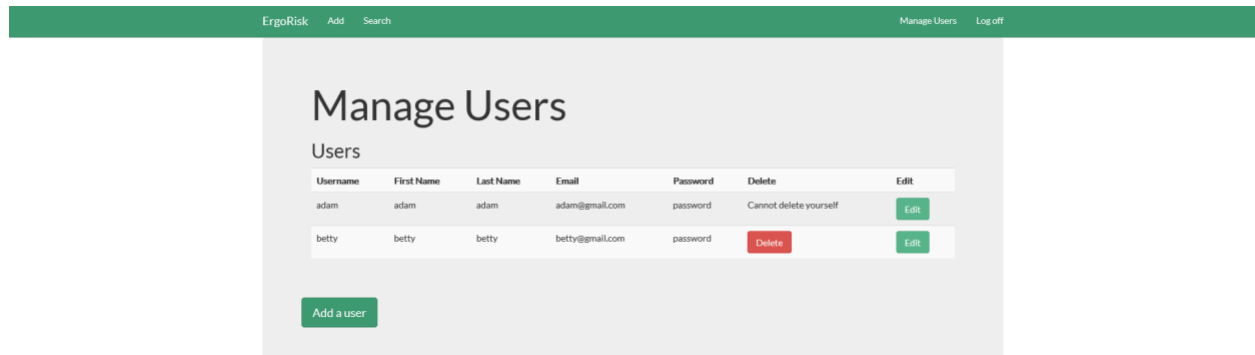 ErgoRisk Add Search Manage Users Log off
Manage Users
Users
Username First Name Last Name Email Password Delete Edit
adam adam adam adam@gmail.com password Cannot delete yourself Edit
betty betty betty betty@gmail.com password Delete Edit
Add a user